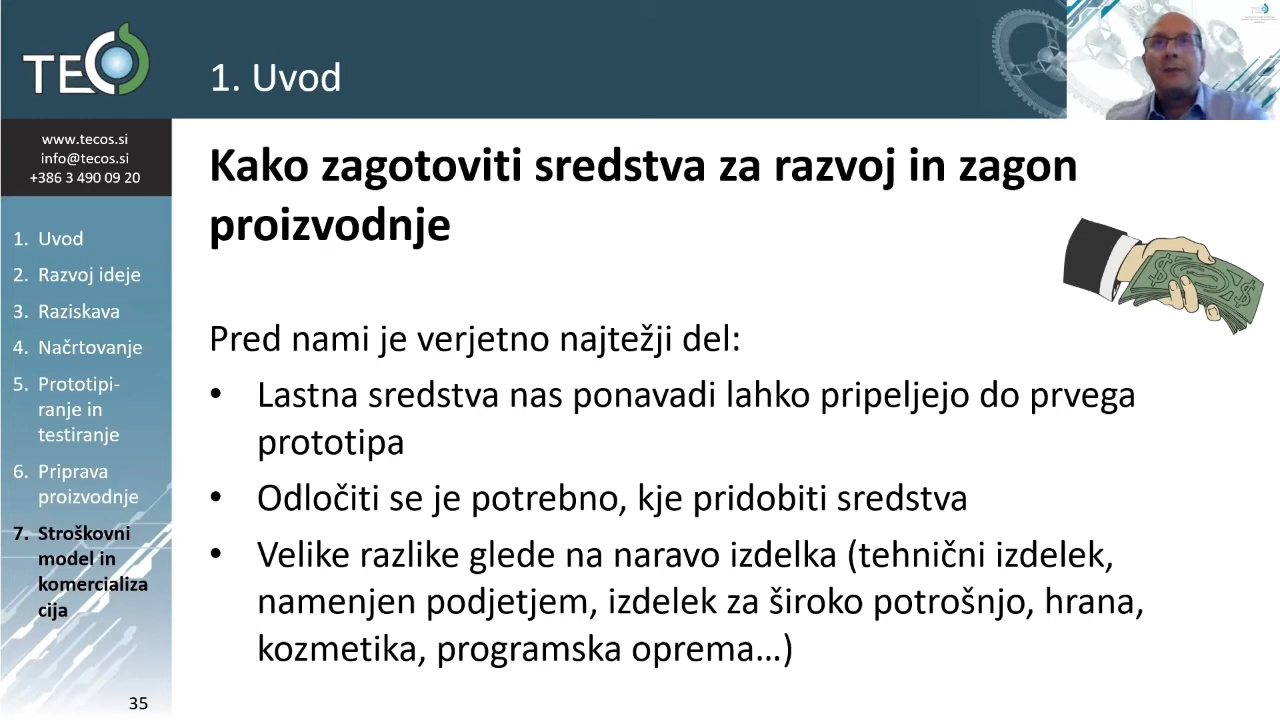 TECOS
1. Uvod
www.tecos.si
info@tecos.si
+386 3 490 09 20
1. Uvod
2. Razvoj ideje
3. Raziskava
4. Načrtovanje
5. Prototipi-
ranje in
testiranje
6. Priprava
proizvodnje
7. Stroškovni
model in
komercializa
cija
35
Kako zagotoviti sredstva za razvoj in zagon
proizvodnje
Pred nami je verjetno najtežji del:
• Lastna sredstva nas ponavadi lahko pripeljejo do prvega
prototipa
• Odločiti se je potrebno, kje pridobiti sredstva
• Velike razlike glede na naravo izdelka (tehnični izdelek,
namenjen podjetjem, izdelek za široko potrošnjo, hrana,
kozmetika, programska oprema…)